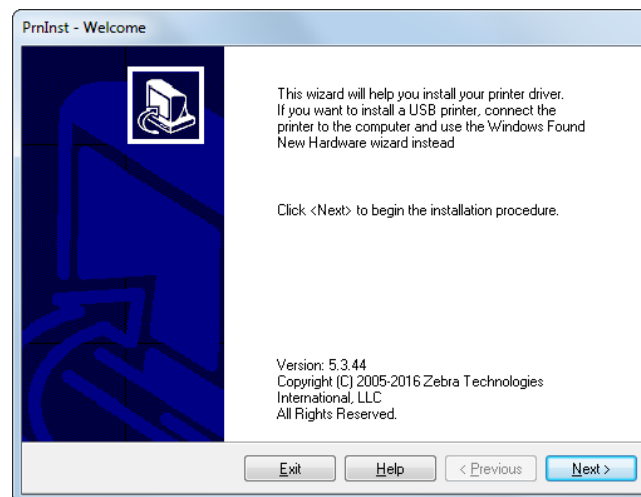 PrnInst - Welcome
This wizard will help you install your printer driver.
If you want to install a USB printer, connect the
printer to the computer and use the Windows Found
New Hardware wizard instead
Click <Next> to begin the installation procedure.
Version: 5.3.44
Copyright (C) 2005-2016 Zebra Technologies
International, LLC
All Rights Reserved.
Exit Help < Previous Next >